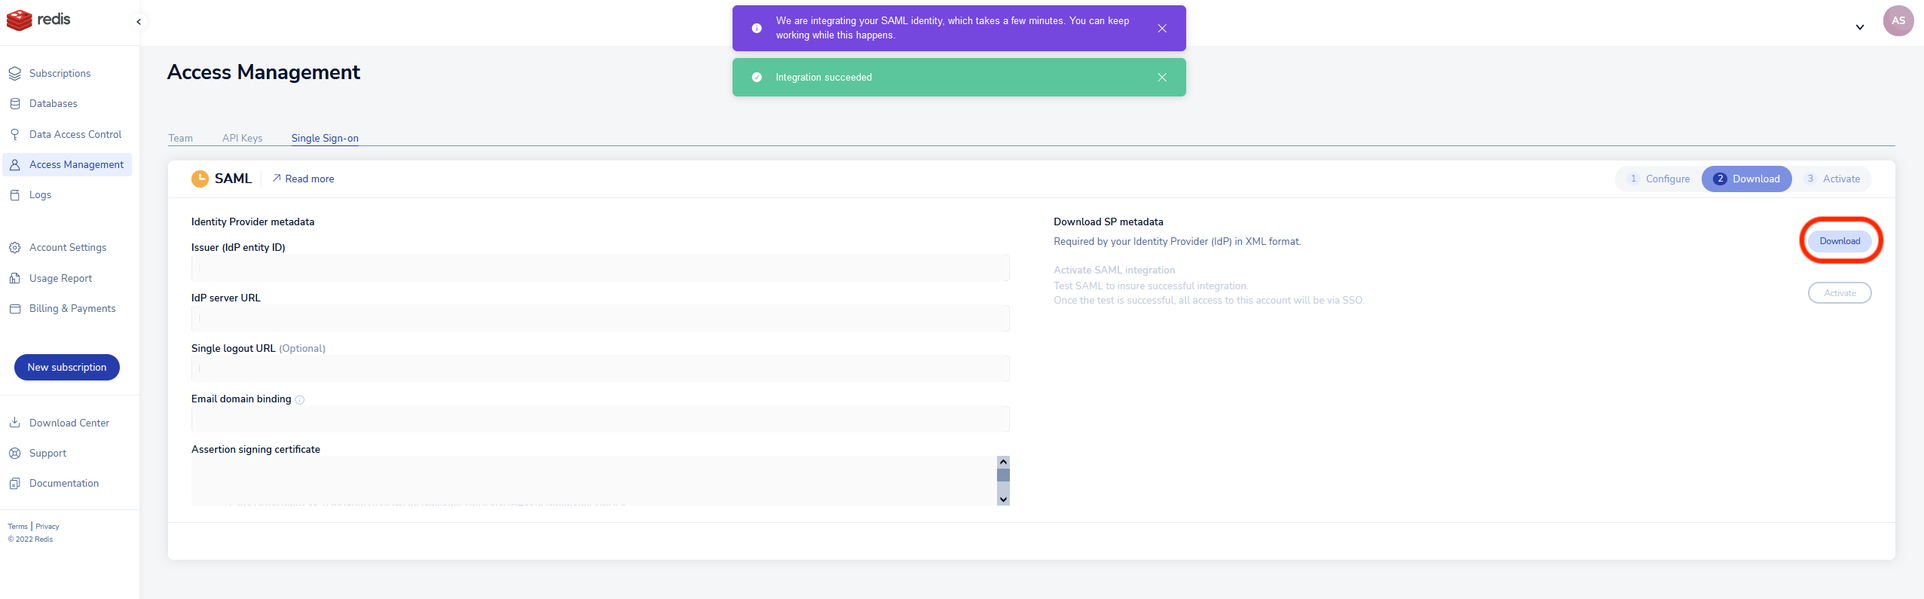 redis
We are integrating your SAML identity, which takes a few minutes. You can keep
working while this happens.
Integration succeeded
AS
Subscriptions
Databases
Data Access Control
Access Management
Logs
Account Settings
Usage Report
Billing & Payments
New subscription
Download Center
Support
Documentation
Terms | Privacy
© 2022 Redis
Access Management
Team
API Keys
Single Sign-on
SAML
Read more
1 Configure
2 Download
3 Activate
Identity Provider metadata
Issuer (IdP entity ID)
IdP server URL
Single logout URL (Optional)
Email domain binding
Assertion signing certificate
Download SP metadata
Required by your Identity Provider (IdP) in XML format.
Download
Activate SAML integration
Test SAML to insure successful integration.
Once the test is successful, all access to this account will be via SSO.
Activate